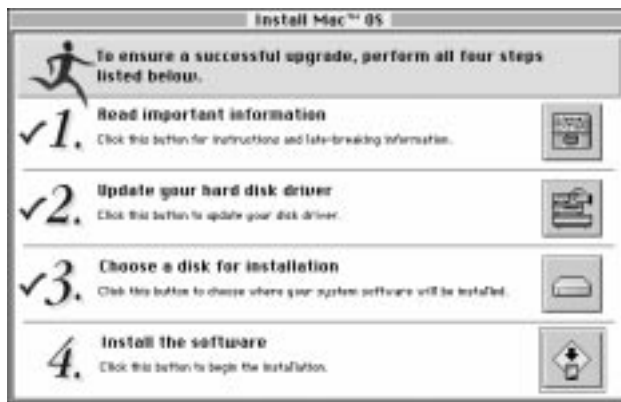 Install Mac™ OS
To ensure a successful upgrade, perform all four steps
listed below.
✓1. Read important information
Click this button for instructions and late-breaking information.
✓2. Update your hard disk driver
Click this button to update your disk driver.
✓3. Choose a disk for installation
Click this button to choose where your system software will be installed.
4. Install the software
Click this button to begin the installation.